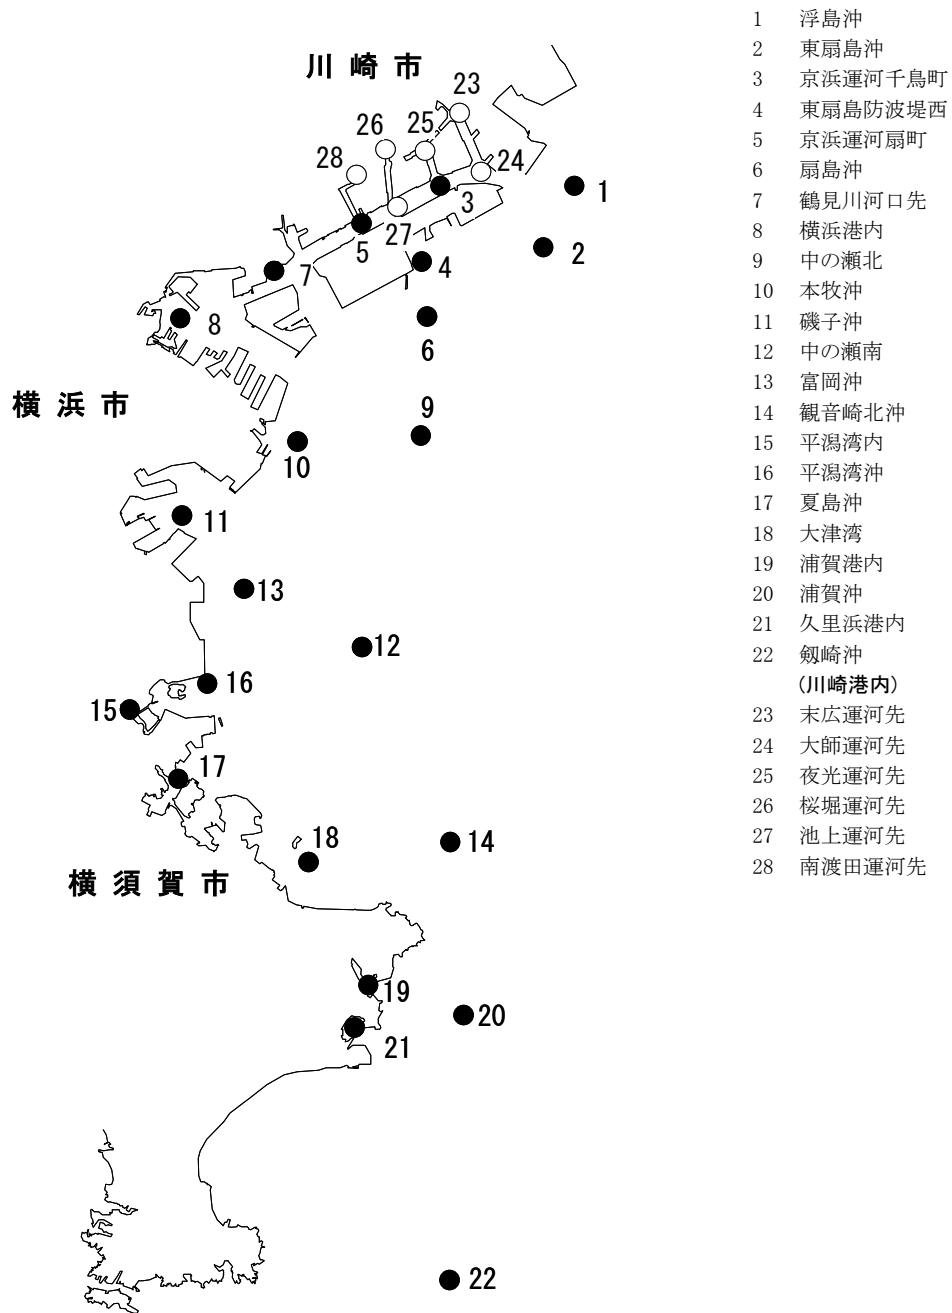 川崎市
23
26
25
28
24
1
3
27
5
2
7
4
8
6
横浜市
9
10
11
13
12
16
15
17
18
14
横須賀市
19
20
21
22
1 浮島沖
2 東扇島沖
3 京浜運河千鳥町
4 東扇島防波堤西
5 京浜運河扇町
6 扇島沖
7 鶴見川河口先
8 横浜港内
9 中の瀬北
10 本牧沖
11 磯子沖
12 中の瀬南
13 富岡沖
14 観音崎北沖
15 平潟湾内
16 平潟湾沖
17 夏島沖
18 大津湾
19 浦賀港内
20 浦賀沖
21 久里浜港内
22 剱崎沖
(川崎港内)
23 末広運河先
24 大師運河先
25 夜光運河先
26 桜堀運河先
27 池上運河先
28 南渡田運河先